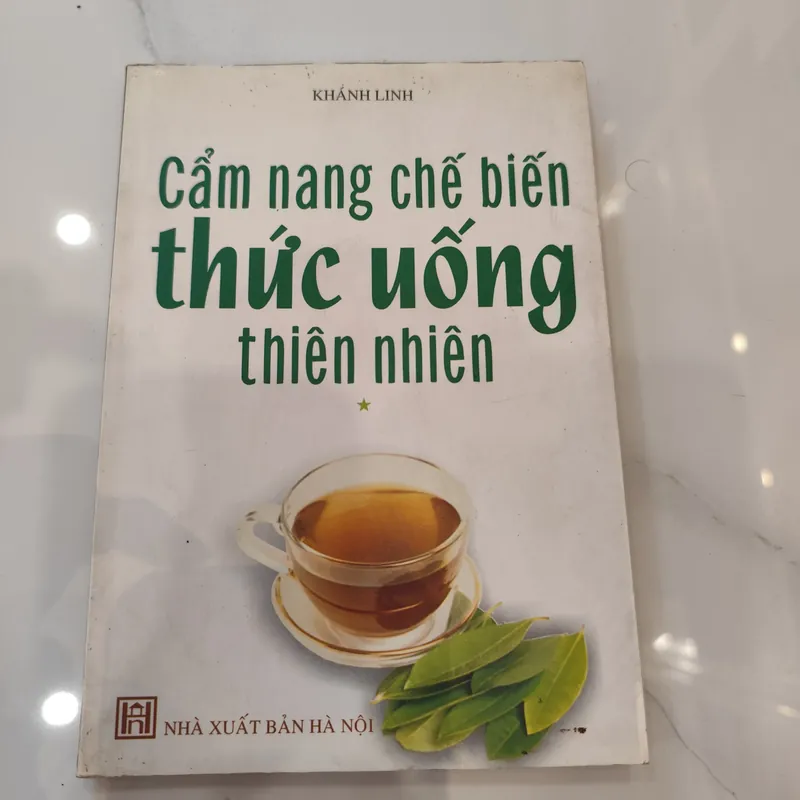 KHÁNH LINH
Cẩm nang chế biến
thức uống
thiên nhiên
NHÀ XUẤT BẢN HÀ NỘI